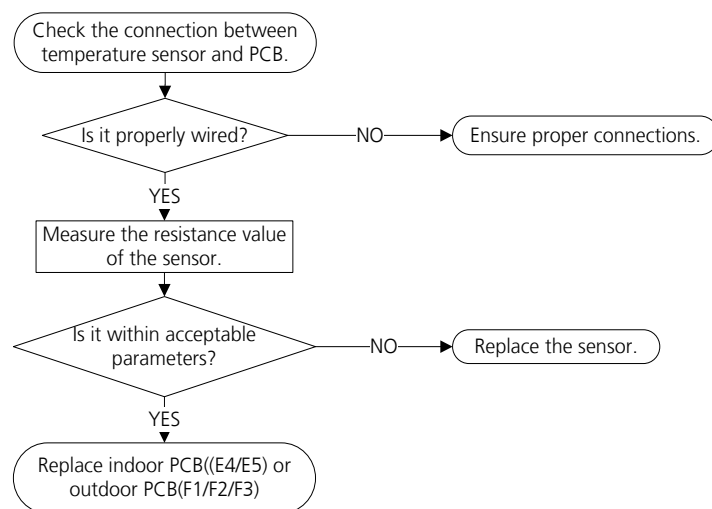 Check the connection between
temperature sensor and PCB.
Is it properly wired?
NO
Ensure proper connections.
YES
Measure the resistance value
of the sensor.
Is it within acceptable
parameters?
NO
Replace the sensor.
YES
Replace indoor PCB((E4/E5) or
outdoor PCB(F1/F2/F3)